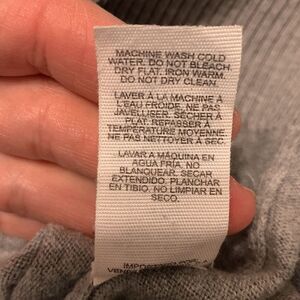 MACHINE WASH COLD
WATER. DO NOT BLEACH
DRY FLAT. IRON WARM.
DO NOT DRY CLEAN.
LAVER À LA MACHINE À
L'EAU FROIDE. NE PAS
JAVELLISER. SÉCHER À
PLAT. REPASSER À
TEMPÉRATURE MOYENNE.
NE PAS NETTOYER À SEC.
LAVAR A MÁQUINA EN
AGUA FRÍA. NO
BLANQUEAR. SECAR
EXTENDIDO. PLANCHAR
EN TIBIO. NO LIMPIAR EN
SECO.